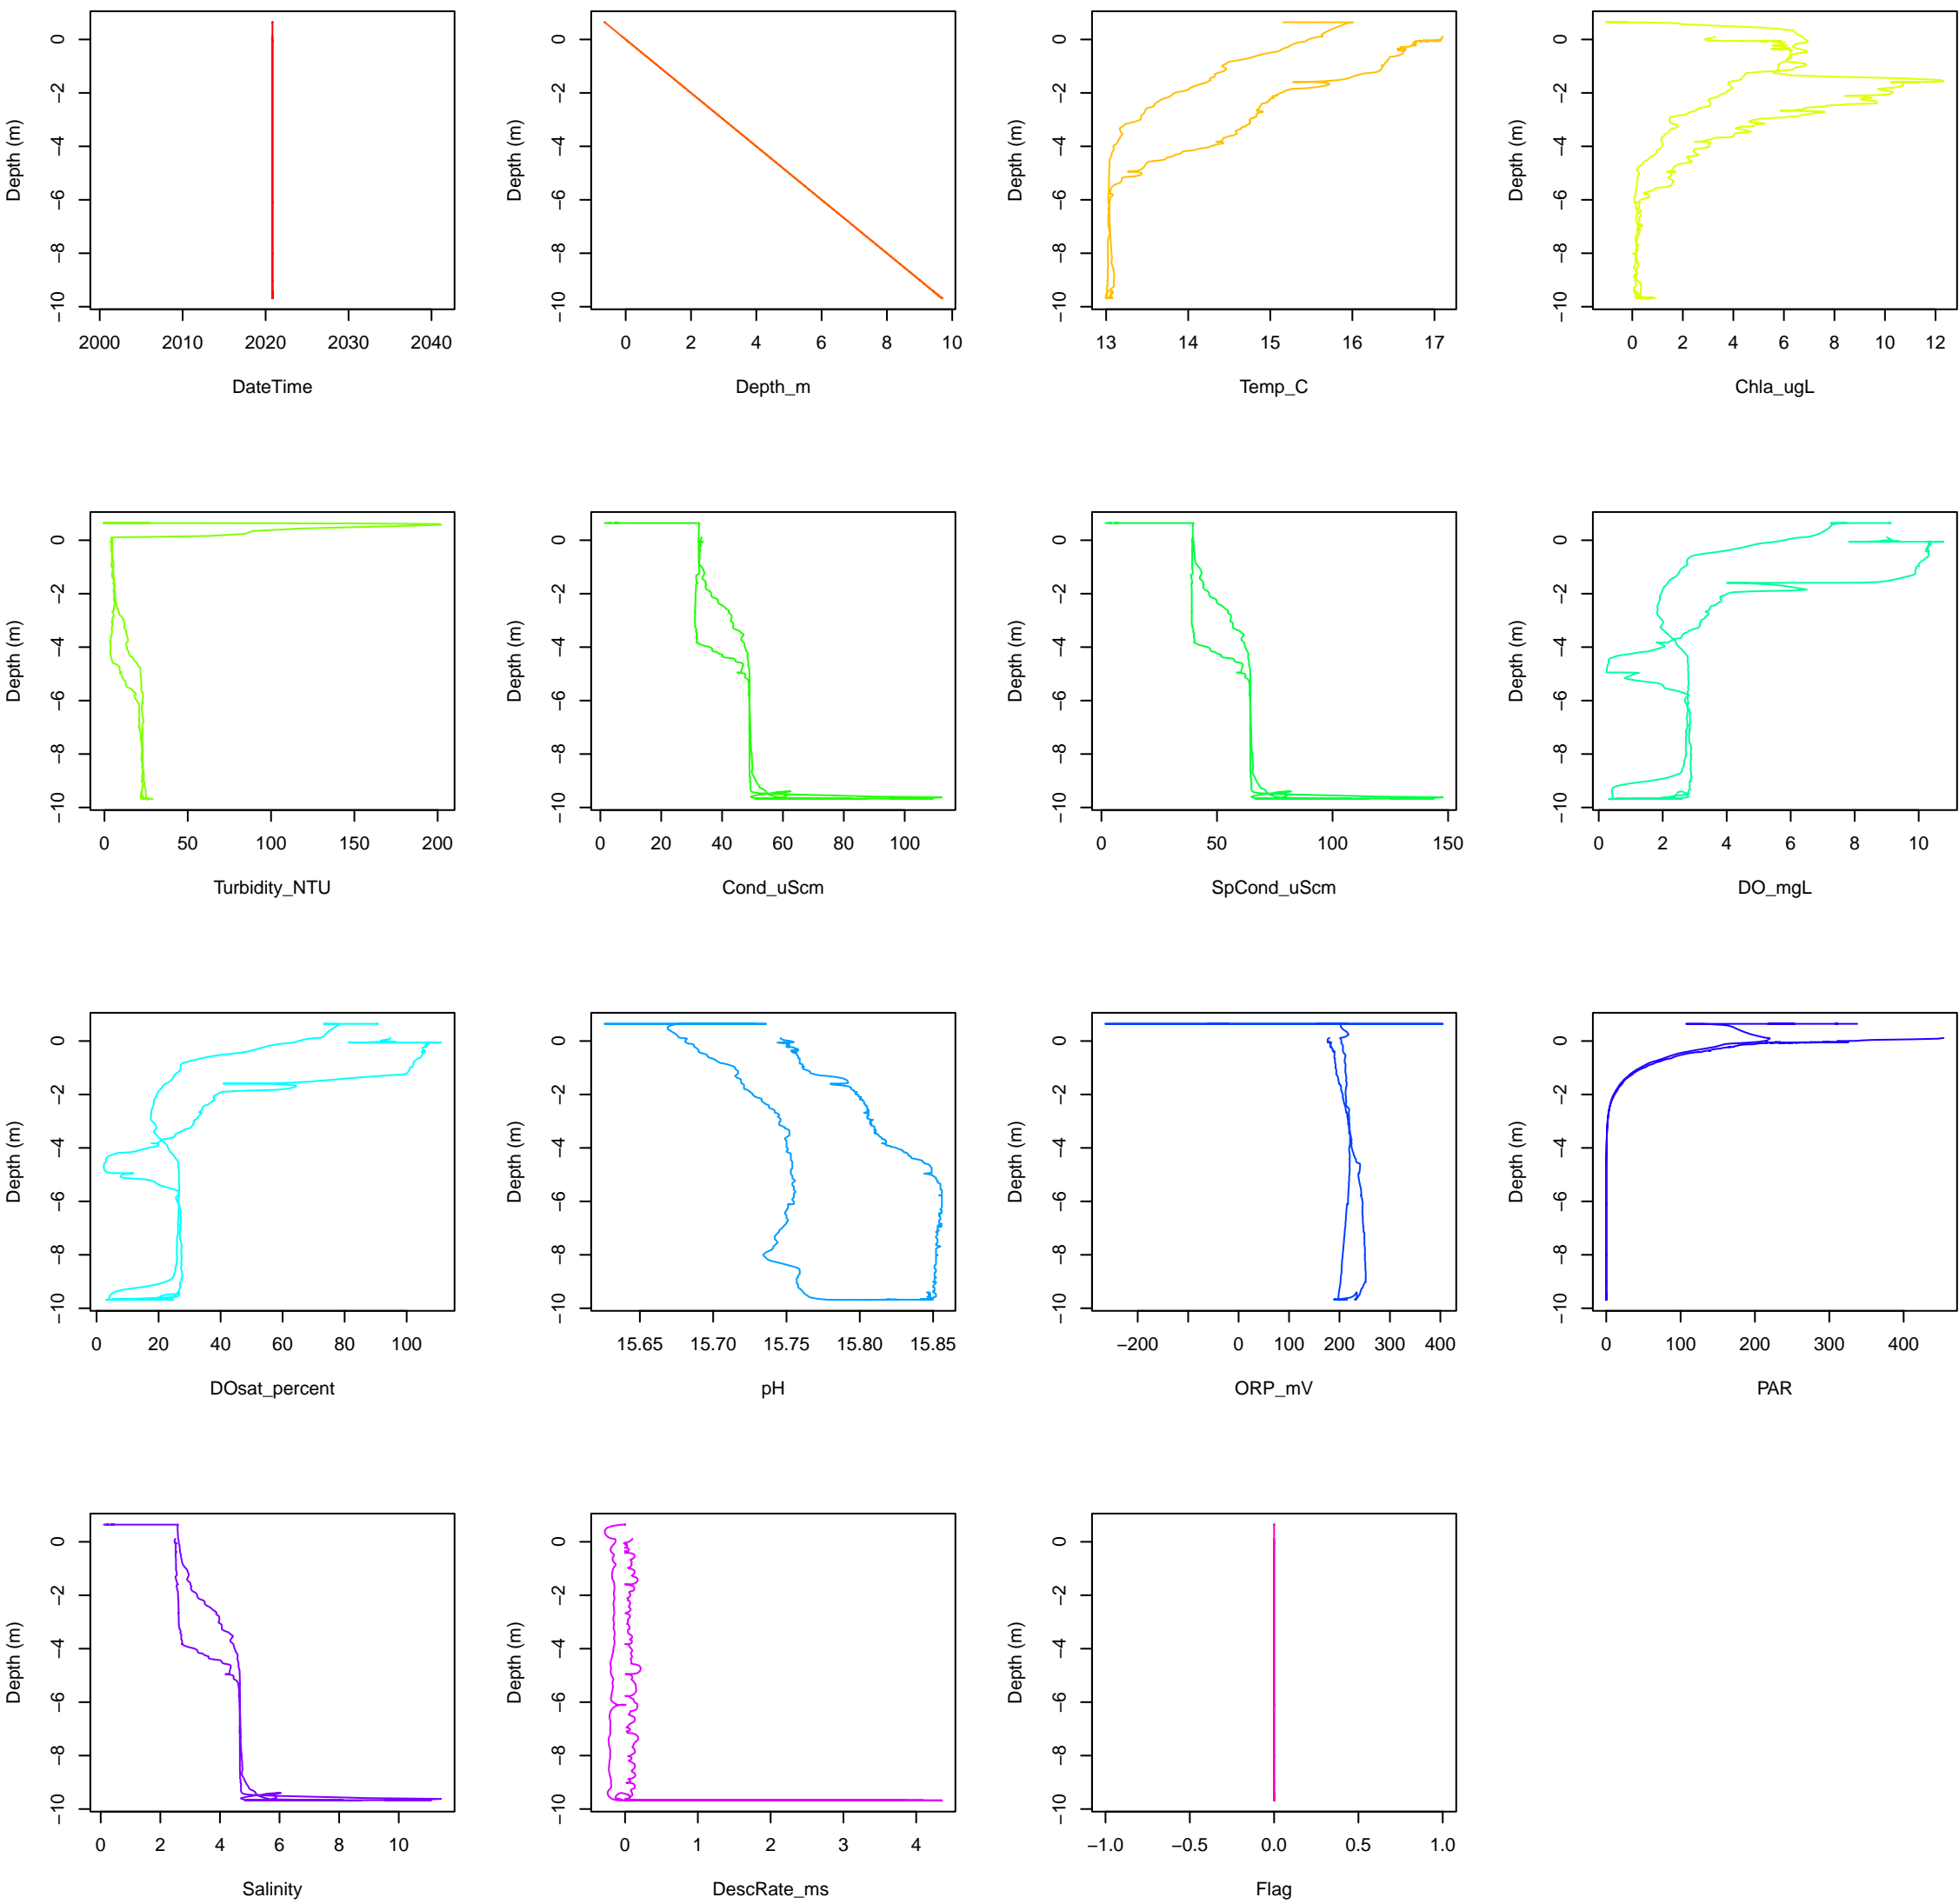 Depth (m)
0
−2
−4
−6
−8
−10
2000 2010 2020 2030 2040
DateTime
Depth (m)
0
−2
−4
−6
−8
−10
0 2 4 6 8 10
Depth_m
Depth (m)
0
−2
−4
−6
−8
−10
13 14 15 16 17
Temp_C
Depth (m)
0
−2
−4
−6
−8
−10
0 2 4 6 8 10 12
Chla_ugL
Depth (m)
0
−2
−4
−6
−8
−10
0 50 100 150 200
Turbidity_NTU
Depth (m)
0
−2
−4
−6
−8
−10
0 20 40 60 80 100
Cond_uScm
Depth (m)
0
−2
−4
−6
−8
−10
0 50 100 150
SpCond_uScm
Depth (m)
0
−2
−4
−6
−8
−10
0 2 4 6 8 10
DO_mgL
Depth (m)
0
−2
−4
−6
−8
−10
0 20 40 60 80 100
DOsat_percent
Depth (m)
0
−2
−4
−6
−8
−10
15.65 15.70 15.75 15.80 15.85
pH
Depth (m)
0
−2
−4
−6
−8
−10
−200 0 100 200 300 400
ORP_mV
Depth (m)
0
−2
−4
−6
−8
−10
0 100 200 300 400
PAR
Depth (m)
0
−2
−4
−6
−8
−10
0 2 4 6 8 10
Salinity
Depth (m)
0
−2
−4
−6
−8
−10
0 1 2 3 4
DescRate_ms
Depth (m)
0
−2
−4
−6
−8
−10
−1.0 −0.5 0.0 0.5 1.0
Flag